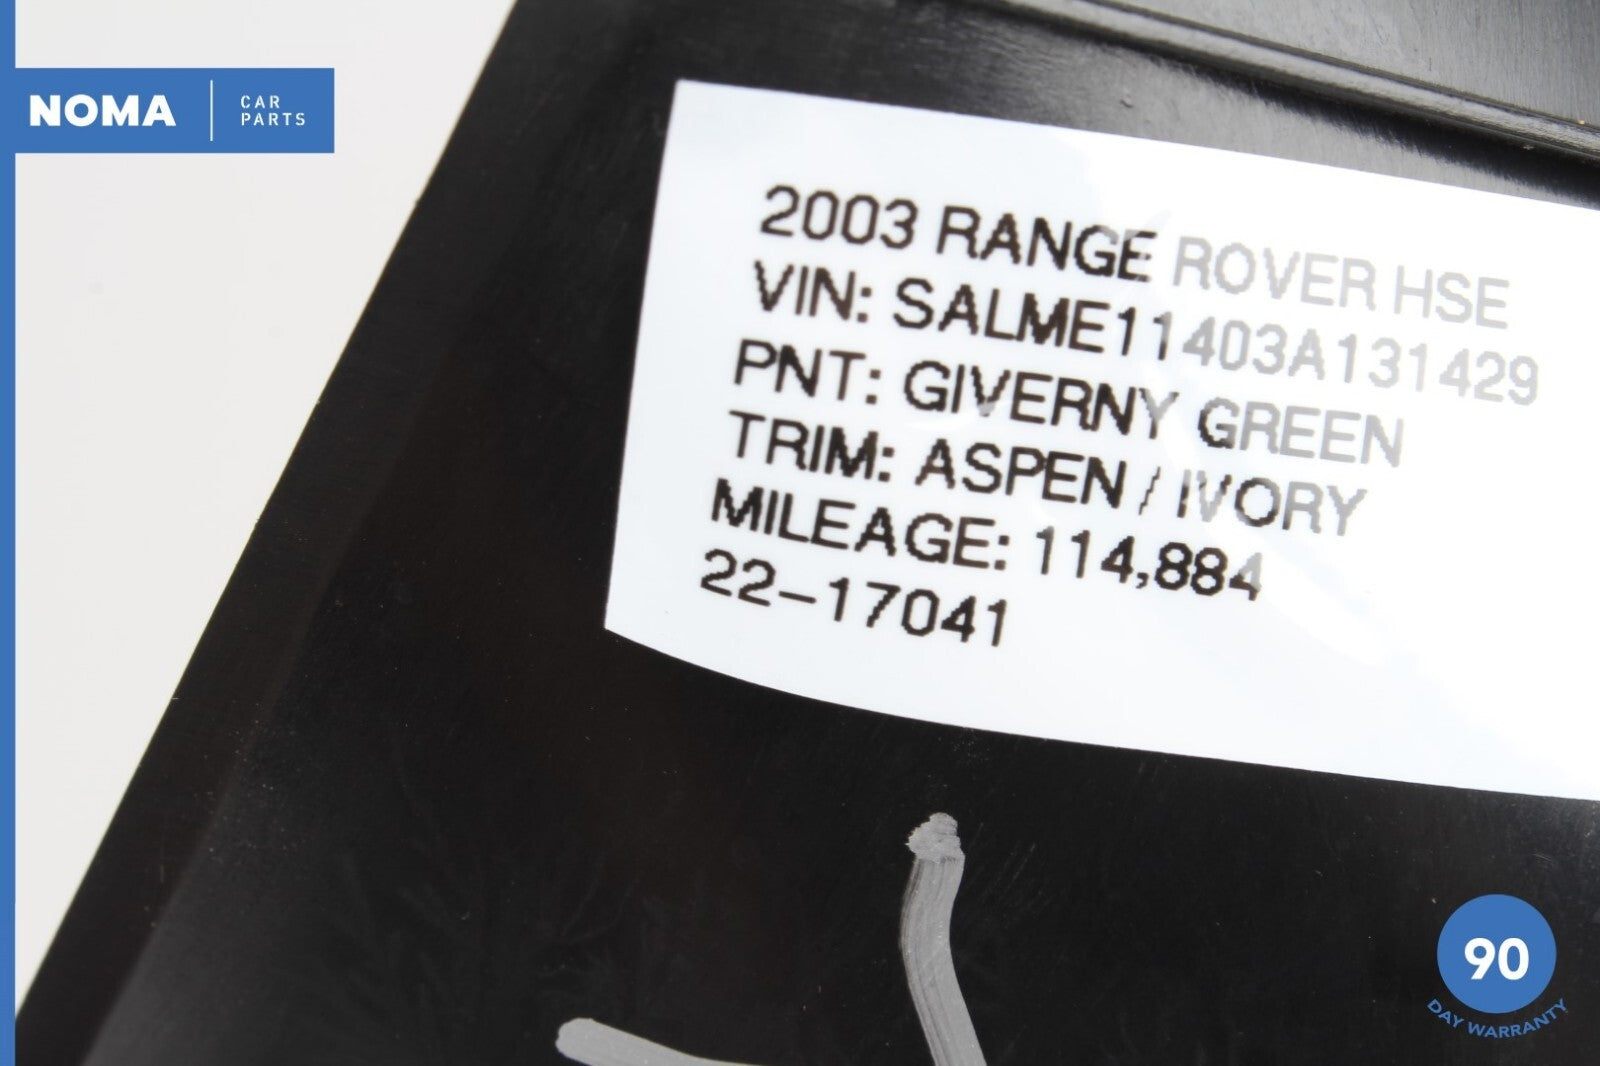 NOMA
CAR
PARTS
2003 RANGE ROVER HSE
VIN: SALME11403A131429
PNT: GIVERNY GREEN
TRIM: ASPEN / IVORY
MILEAGE: 114,884
22-17041
90
DAY WARRANTY